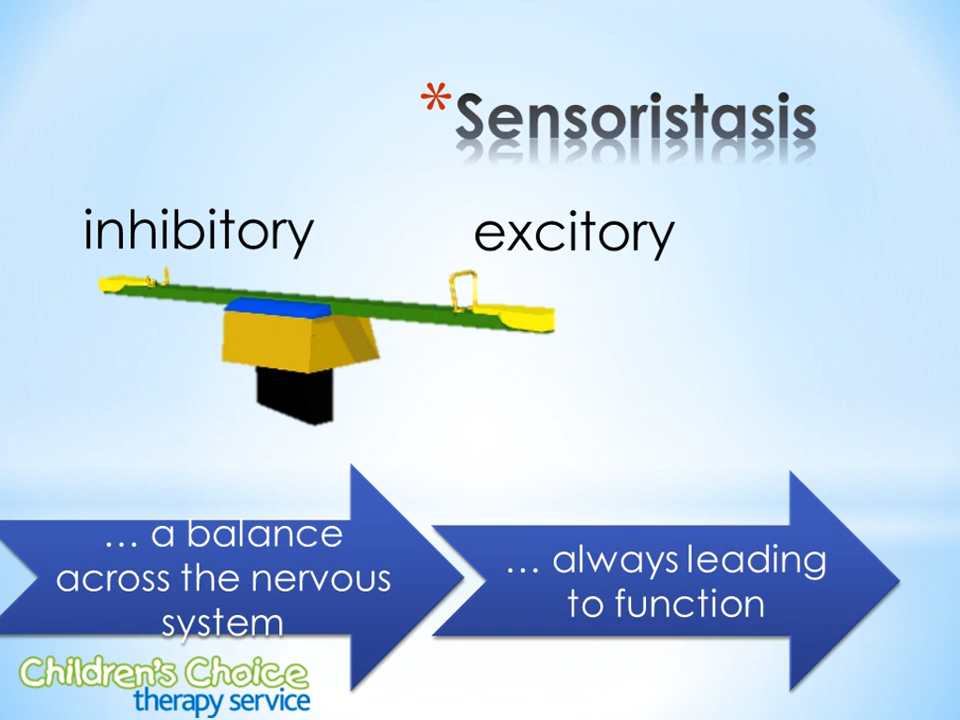 *Sensoristasis
inhibitory
excitory
… a balance
across the nervous
system
… always leading
to function
Children's Choice
therapy service